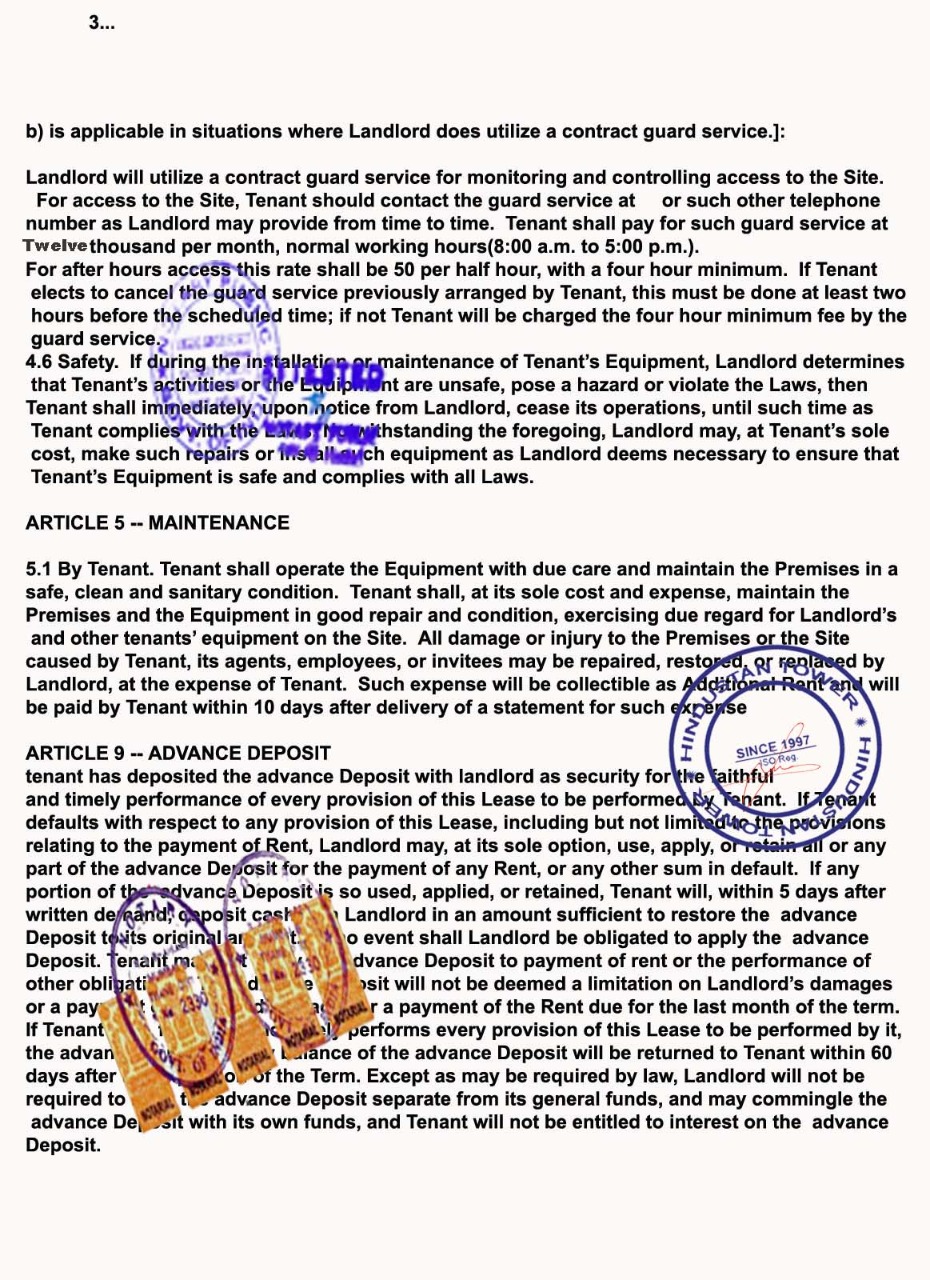 3...
b) is applicable in situations where Landlord does utilize a contract guard service.]:
Landlord will utilize a contract guard service for monitoring and controlling access to the Site.
For access to the Site, Tenant should contact the guard service at or such other telephone
number as Landlord may provide from time to time. Tenant shall pay for such guard service at
Twelve thousand per month, normal working hours(8:00 a.m. to 5:00 p.m.).
For after hours access this rate shall be 50 per half hour, with a four hour minimum. If Tenant
elects to cancel the guard service previously arranged by Tenant, this must be done at least two
hours before the scheduled time; if not Tenant will be charged the four hour minimum fee by the
guard service.
4.6 Safety. If during the installation or maintenance of Tenant's Equipment, Landlord determines
that Tenant's activities or the Equipment are unsafe, pose a hazard or violate the Laws, then
Tenant shall immediately, upon notice from Landlord, cease its operations, until such time as
Tenant complies with the Notwithstanding the foregoing, Landlord may, at Tenant's sole
cost, make such repairs or install such equipment as Landlord deems necessary to ensure that
Tenant's Equipment is safe and complies with all Laws.
ATTESTED
ARTICLE 5 -- MAINTENANCE
5.1 By Tenant. Tenant shall operate the Equipment with due care and maintain the Premises in a
safe, clean and sanitary condition. Tenant shall, at its sole cost and expense, maintain the
Premises and the Equipment in good repair and condition, exercising due regard for Landlord's
and other tenants' equipment on the Site. All damage or injury to the Premises or the Site
caused by Tenant, its agents, employees, or invitees may be repaired, restored, or replaced by
Landlord, at the expense of Tenant. Such expense will be collectible as Additional Rent and will
be paid by Tenant within 10 days after delivery of a statement for such expense
HINDUSTAN TOWER * HINDUSTAN TOWER *
SINCE 1997
ISO Reg
ARTICLE 9 -- ADVANCE DEPOSIT
tenant has deposited the advance Deposit with landlord as security for the faithful
and timely performance of every provision of this Lease to be performed by Tenant. If Tenant
defaults with respect to any provision of this Lease, including but not limited to the provisions
relating to the payment of Rent, Landlord may, at its sole option, use, apply, or retain all or any
part of the advance Deposit for the payment of any Rent, or any other sum in default. If any
portion of the advance Deposit is so used, applied, or retained, Tenant will, within 5 days after
written demand, deposit cash Landlord in an amount sufficient to restore the advance
Deposit to its original event shall Landlord be obligated to apply the advance
Deposit. Tenant advance Deposit to payment of rent or the performance of
other Deposit will not be deemed a limitation on Landlord's damages
or a a payment of the Rent due for the last month of the term.
If Tenant performs every provision of this Lease to be performed by it,
the balance of the advance Deposit will be returned to Tenant within 60
days after of the Term. Except as may be required by law, Landlord will not be
required to advance Deposit separate from its general funds, and may commingle the
advance Deposit with its own funds, and Tenant will not be entitled to interest on the advance
Deposit.
NOTARY
GOVT. OF INDIA
2330
NOTARIAL
NOTARIAL
NOTARIAL
NOTARIAL